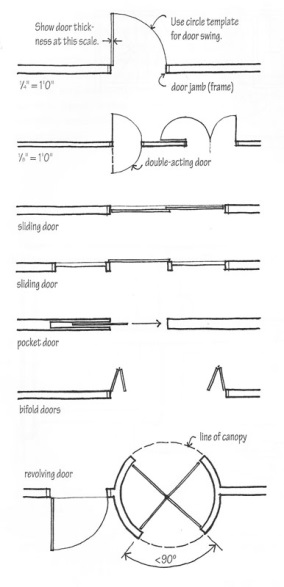 Show door thick-
ness at this scale.
Use circle template
for door swing.
door jamb (frame)
1/4" = 1'0"
1/8" = 1'0"
double-acting door
sliding door
sliding door
pocket door
bifold doors
line of canopy
revolving door
<90°